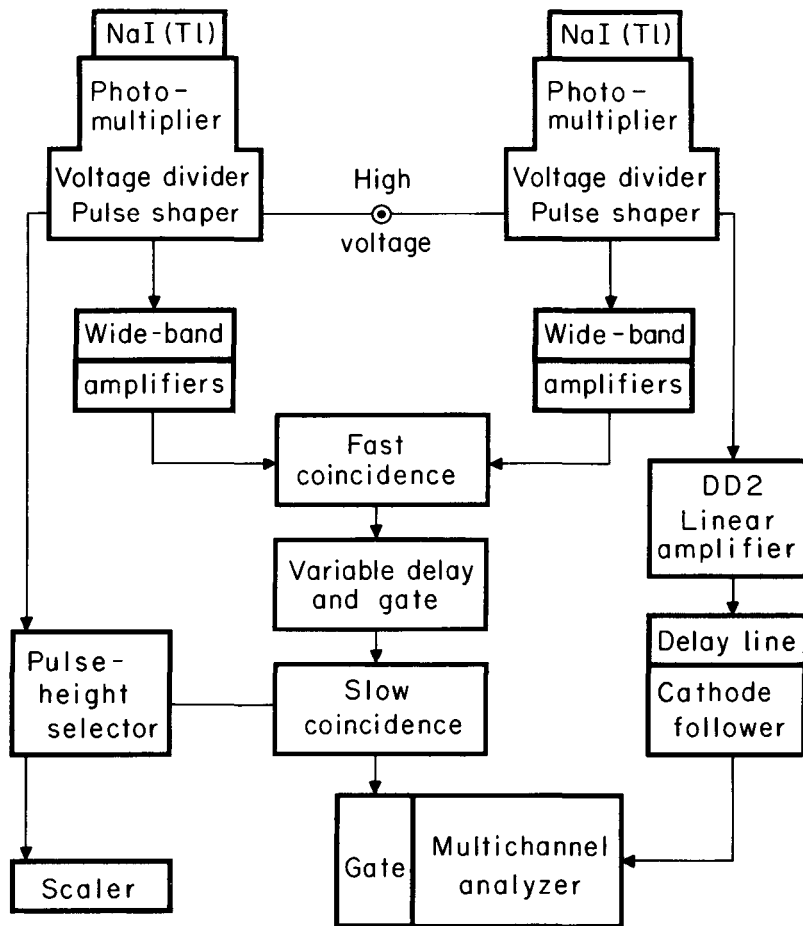 NaI (Tl)
Photo-
multiplier
Voltage divider
Pulse shaper
NaI (Tl)
Photo-
multiplier
Voltage divider
Pulse shaper
High
voltage
Wide-band
amplifiers
Wide-band
amplifiers
Fast
coincidence
DD2
Linear
amplifier
Variable delay
and gate
Pulse-
height
selector
Slow
coincidence
Delay line
Cathode
follower
Gate
Multichannel
analyzer
Scaler